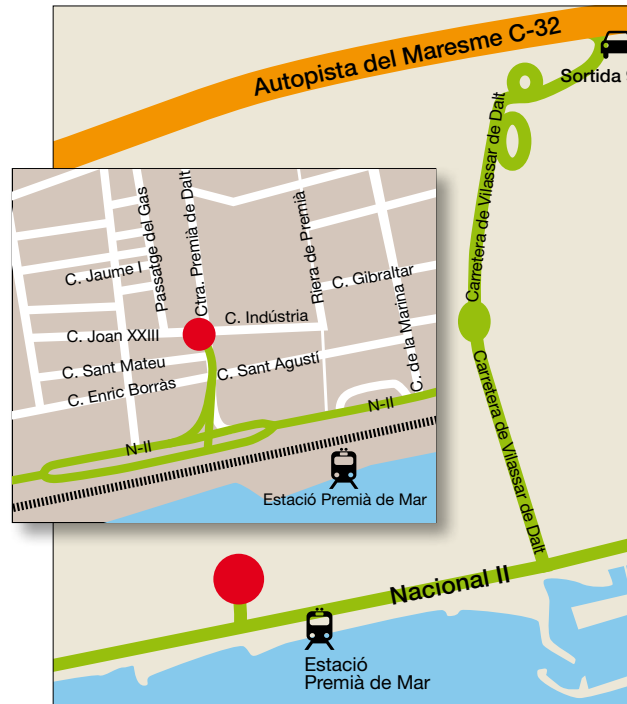 Autopista del Maresme C-32
Sortida
Carretera de Vilassar de Dalt
Carretera de Vilassar de Dalt
Passatge del Gas
Ctra. Premià de Dalt
Riera de Premià
C. Jaume I
C. Gibraltar
C. de la Marina
C. Joan XXIII
C. Indústria
C. Sant Mateu
C. Sant Agustí
C. Enric Borràs
N-II
N-II
Estació Premià de Mar
Nacional II
Estació
Premià de Mar